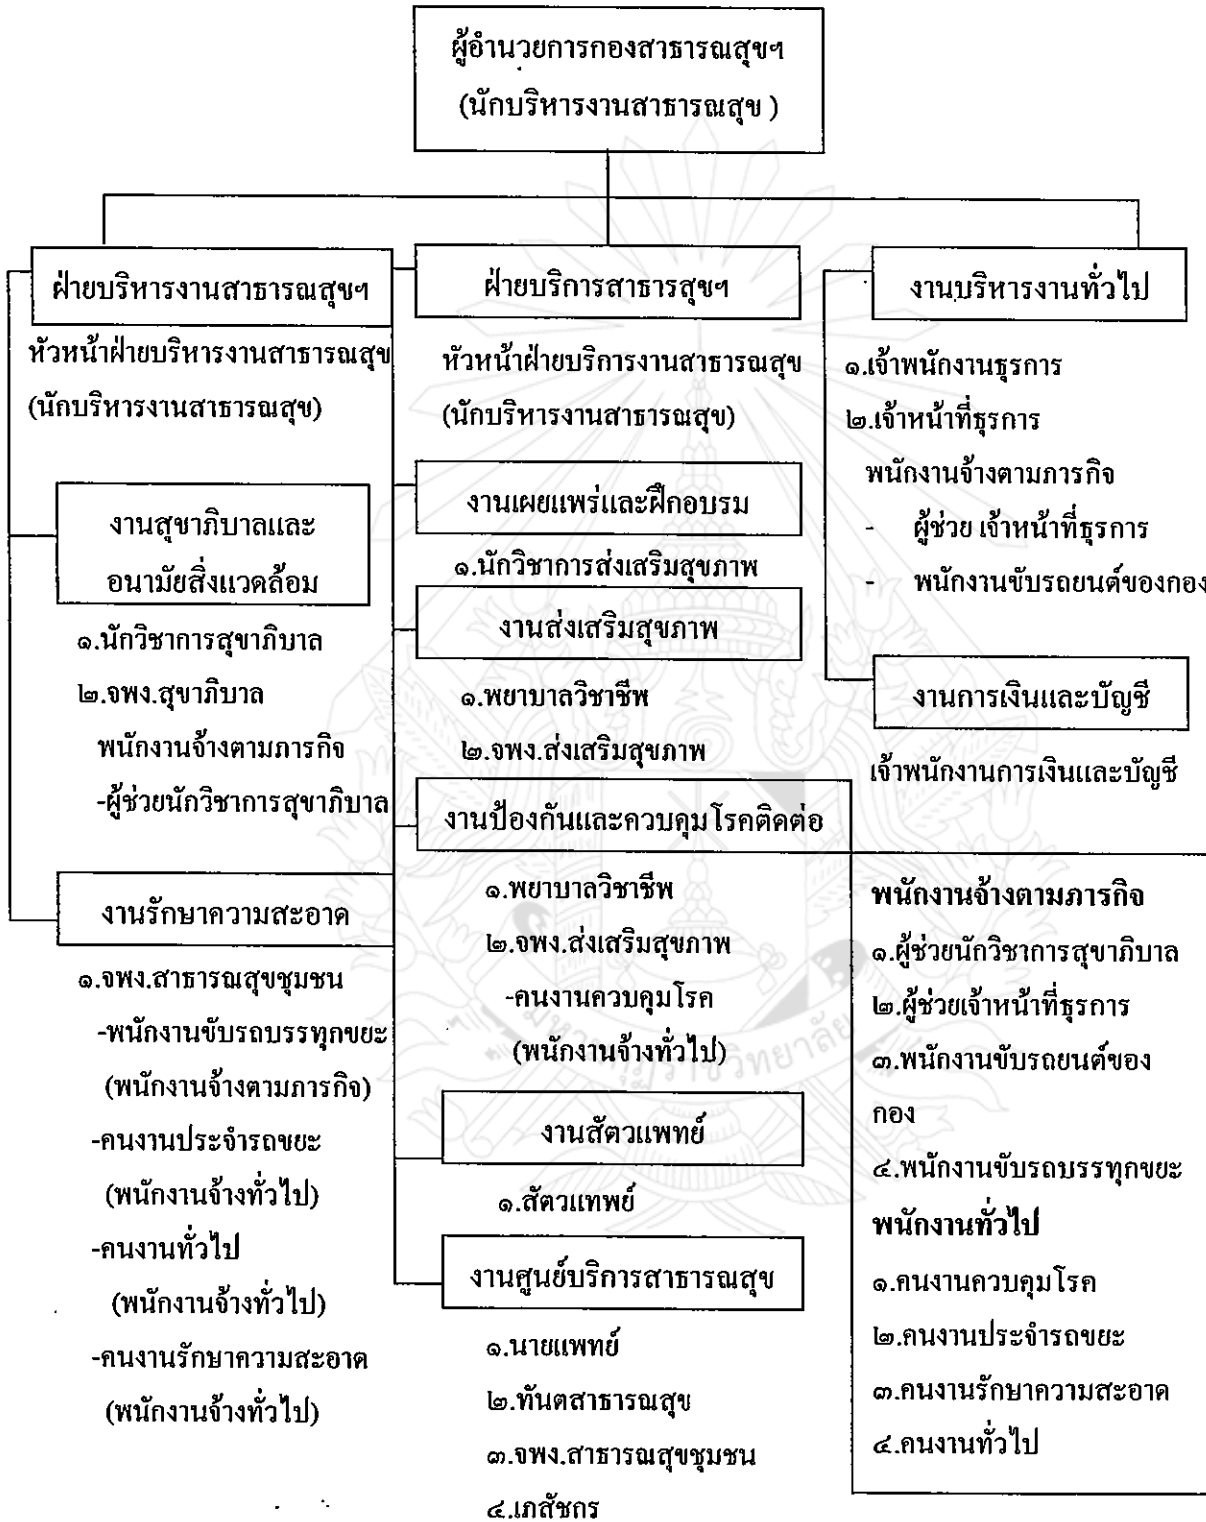 ผู้อำนวยการกองสาธารณสุขฯ
(นักบริหารงานสาธารณสุข )
ฝ่ายบริหารงานสาธารณสุขฯ
หัวหน้าฝ่ายบริหารงานสาธารณสุข
(นักบริหารงานสาธารณสุข)
งานสุขาภิบาลและ
อนามัยสิ่งแวดล้อม
๑.นักวิชาการสุขาภิบาล
๒.จพง.สุขาภิบาล
พนักงานจ้างตามภารกิจ
-ผู้ช่วยนักวิชาการสุขาภิบาล
งานรักษาความสะอาด
๑.จพง.สาธารณสุขชุมชน
-พนักงานขับรถบรรทุกขยะ
(พนักงานจ้างตามภารกิจ)
-คนงานประจำรถขยะ
(พนักงานจ้างทั่วไป)
-คนงานทั่วไป
(พนักงานจ้างทั่วไป)
-คนงานรักษาความสะอาด
(พนักงานจ้างทั่วไป)
ฝ่ายบริการสาธารสุขฯ
หัวหน้าฝ่ายบริการงานสาธารณสุข
(นักบริหารงานสาธารณสุข)
งานเผยแพร่และฝึกอบรม
๑.นักวิชาการส่งเสริมสุขภาพ
งานส่งเสริมสุขภาพ
๑.พยาบาลวิชาชีพ
๒.จพง.ส่งเสริมสุขภาพ
งานป้องกันและควบคุมโรคติดต่อ
๑.พยาบาลวิชาชีพ
๒.จพง.ส่งเสริมสุขภาพ
-คนงานควบคุมโรค
(พนักงานจ้างทั่วไป)
งานสัตวแพทย์
๑.สัตวแทพย์
งานศูนย์บริการสาธารณสุข
๑.นายแพทย์
๒.ทันตสาธารณสุข
๓.จพง.สาธารณสุขชุมชน
๔.เภสัชกร
งานบริหารงานทั่วไป
๑.เจ้าพนักงานธุรการ
๒.เจ้าหน้าที่ธุรการ
พนักงานจ้างตามภารกิจ
- ผู้ช่วย เจ้าหน้าที่ธุรการ
- พนักงานขับรถยนต์ของกอง
งานการเงินและบัญชี
เจ้าพนักงานการเงินและบัญชี
พนักงานจ้างตามภารกิจ
๑.ผู้ช่วยนักวิชาการสุขาภิบาล
๒.ผู้ช่วยเจ้าหน้าที่ธุรการ
๓.พนักงานขับรถยนต์ของ
กอง
๔.พนักงานขับรถบรรทุกขยะ
พนักงานทั่วไป
๑.คนงานควบคุมโรค
๒.คนงานประจำรถขยะ
๓.คนงานรักษาความสะอาด
๔.คนงานทั่วไป